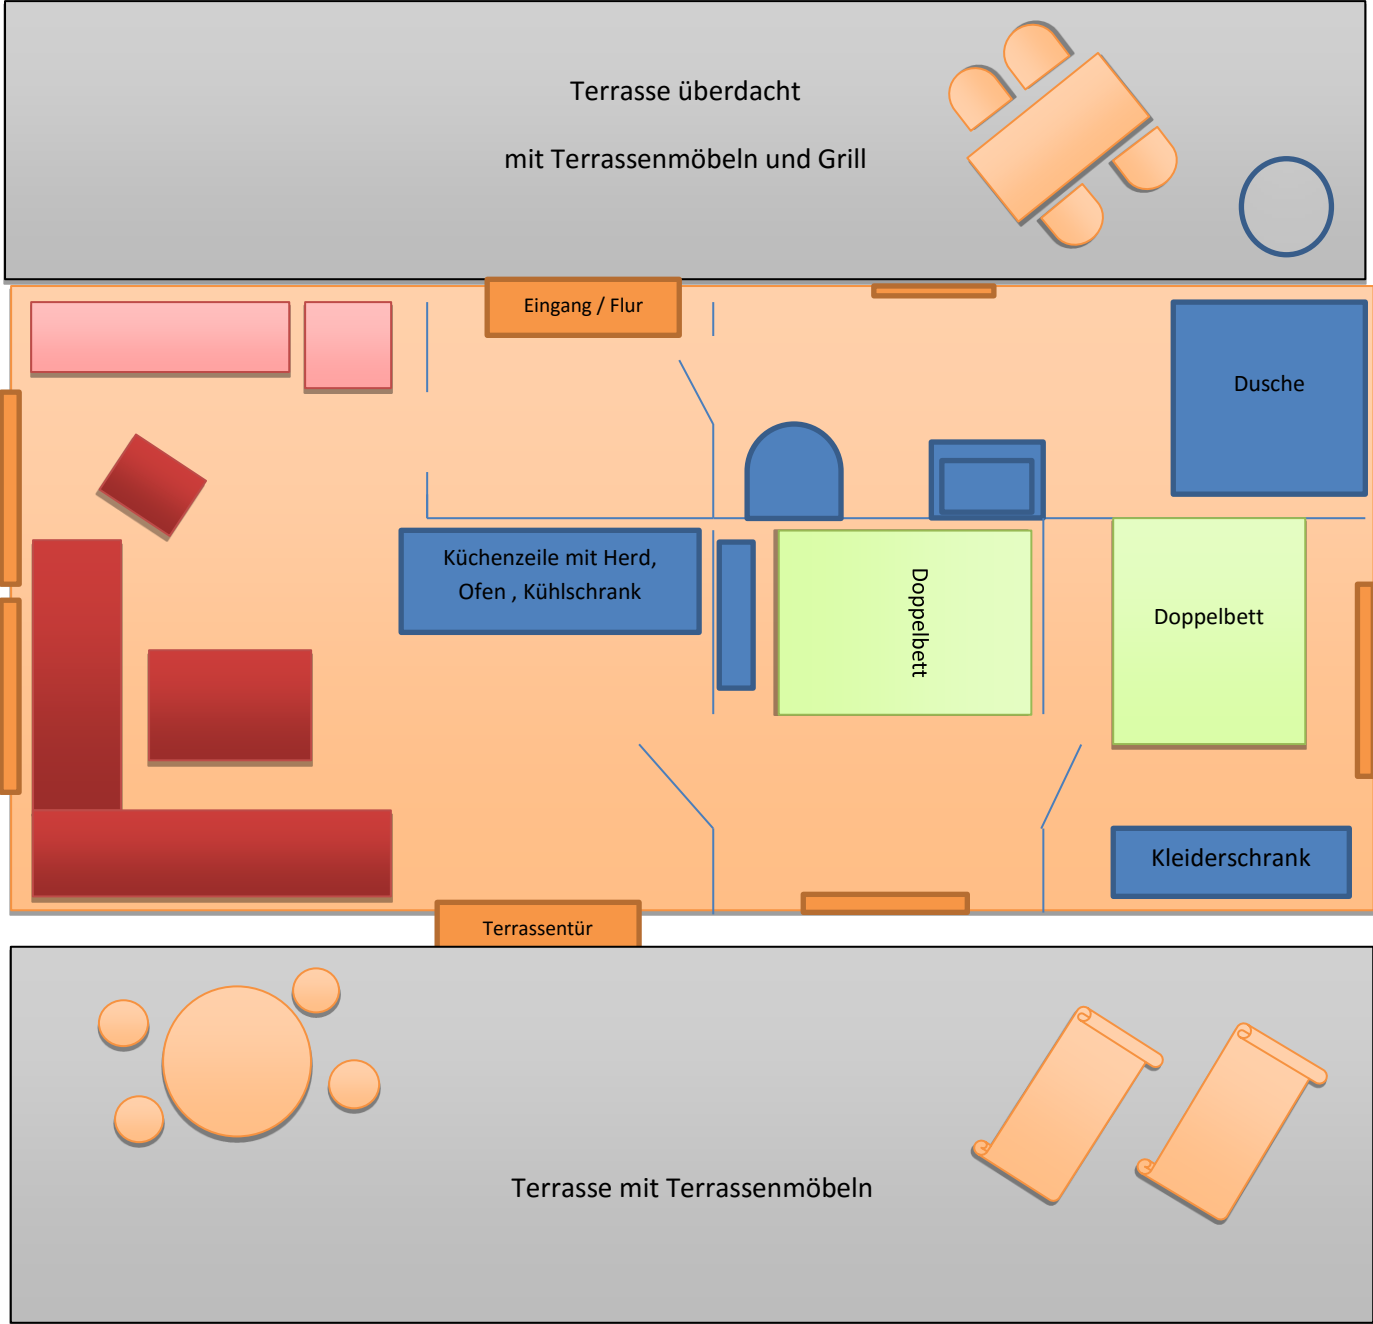 Terrasse überdacht
mit Terrassenmöbeln und Grill
Eingang / Flur
Dusche
Küchenzeile mit Herd,
Ofen , Kühlschrank
Doppelbett
Doppelbett
Kleiderschrank
Terrassentür
Terrasse mit Terrassenmöbeln